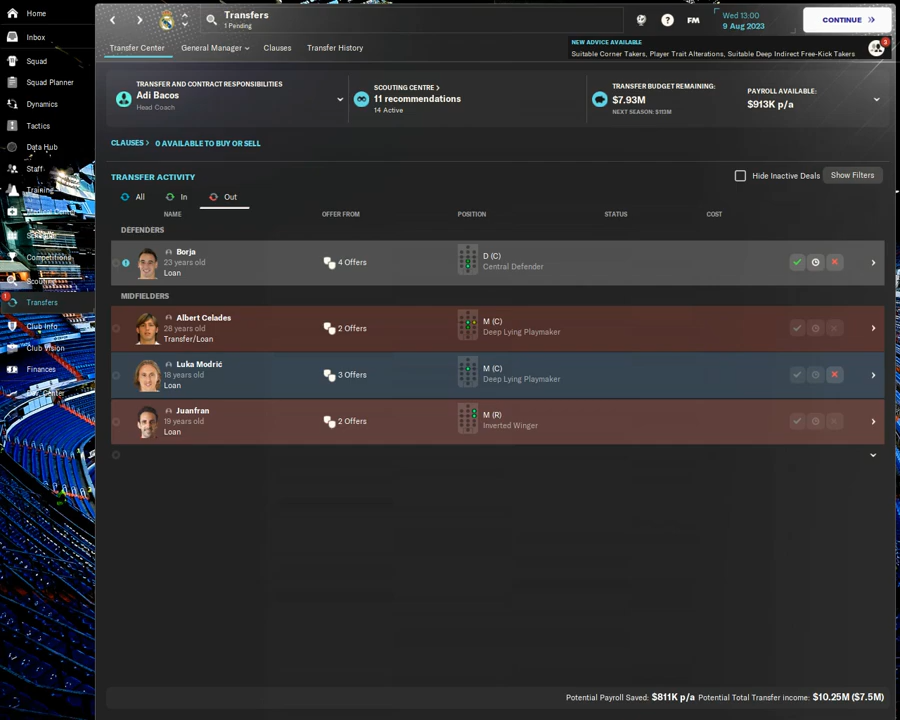 Home
Inbox
Squad
Squad Planner
Dynamics
Tactics
Data Hub
Staff
Training
Competitions
Scouting
1
Transfers
Club Info
Club Vision
Finances
Transfers
1 Pending
FM
Wed 13:00
9 Aug 2023
CONTINUE
Transfer Center
General Manager
Clauses
Transfer History
NEW ADVICE AVAILABLE
Suitable Corner Takers, Player Trait Alterations, Suitable Deep Indirect Free-Kick Takers
3
TRANSFER AND CONTRACT RESPONSIBILITIES
Adi Bacos
Head Coach
SCOUTING CENTRE >
11 recommendations
14 Active
TRANSFER BUDGET REMAINING:
$7.93M
NEXT SEASON: $113M
PAYROLL AVAILABLE:
$913K p/a
CLAUSES > 0 AVAILABLE TO BUY OR SELL
TRANSFER ACTIVITY
Hide Inactive Deals
Show Filters
All
In
Out
NAME OFFER FROM POSITION STATUS COST
DEFENDERS
Borja
23 years old
Loan
4 Offers
D (C)
Central Defender
MIDFIELDERS
Albert Celades
28 years old
Transfer/Loan
2 Offers
M (C)
Deep Lying Playmaker
Luka Modrić
18 years old
Loan
3 Offers
M (C)
Deep Lying Playmaker
Juanfran
19 years old
Loan
2 Offers
M (R)
Inverted Winger
Potential Payroll Saved: $811K p/a Potential Total Transfer income: $10.25M ($7.5M)